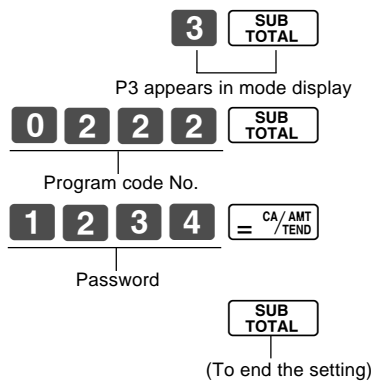 3 SUB TOTAL
P3 appears in mode display
0 2 2 2 SUB TOTAL
Program code No.
1 2 3 4 = CA/AMT TEND
Password
SUB TOTAL
(To end the setting)